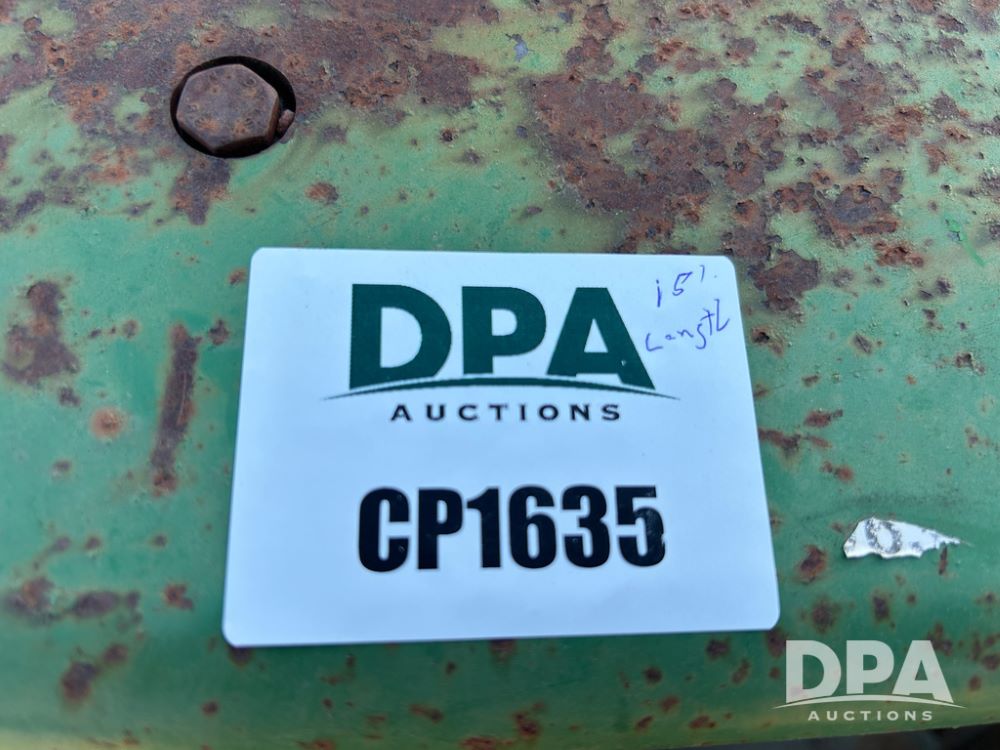 DPA
AUCTIONS
15'
Length
CP1635
DPA
AUCTIONS